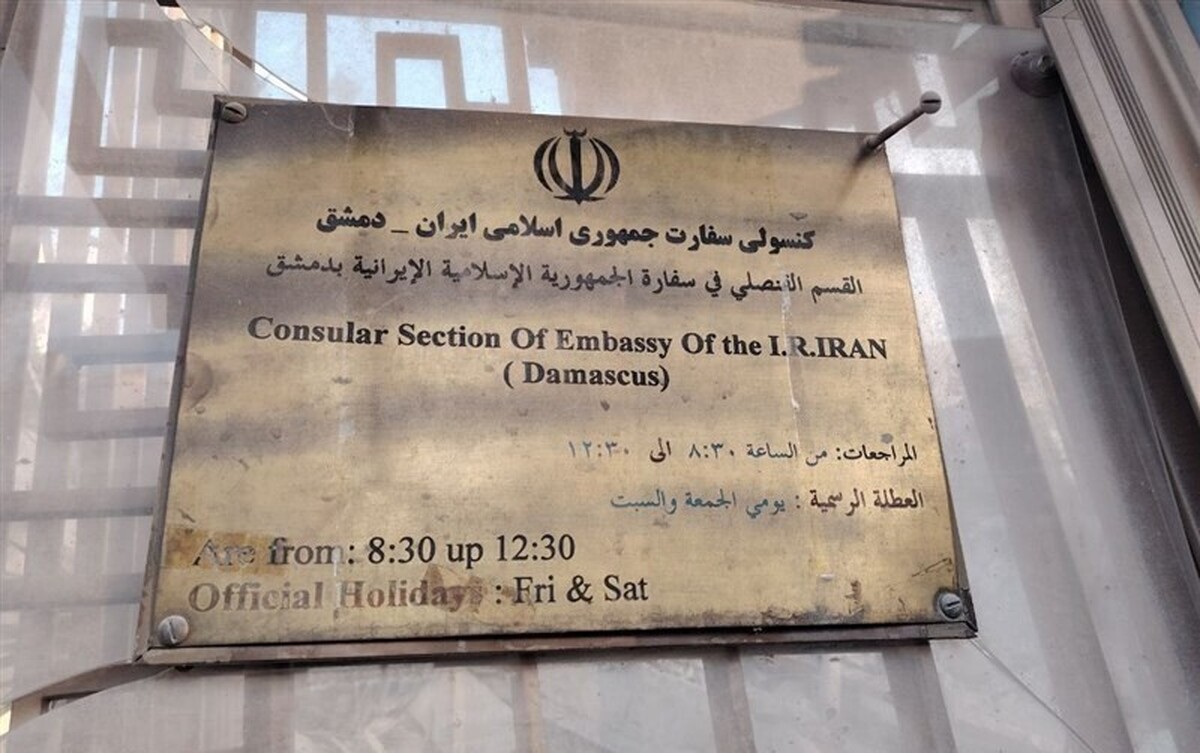 کنسولی سفارت جمهوری اسلامی ایران _ دمشق
القسم القنصلي في سفارة الجمهورية الإسلامية الإيرانية بدمشق
Consular Section Of Embassy Of the I.R.IRAN
( Damascus)
المراجعات: من الساعة ٨:٣٠ الى ١٢:٣٠
العطلة الرسمية : يومي الجمعة والسبت
Are from: 8:30 up 12:30
Official Holidays : Fri & Sat